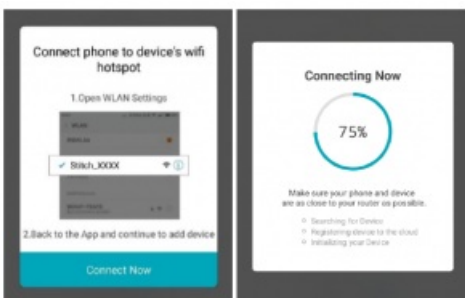 Connect phone to device's wifi
hotspot
1.Open WLAN Settings
WLAN
✓ Stitch_XXXX
2.Back to the App and continue to add device
Connect Now
Connecting Now
75%
Make sure your phone and device
are as close to your router as possible.
Searching for Device
Registering device to the cloud
Initializing your Device